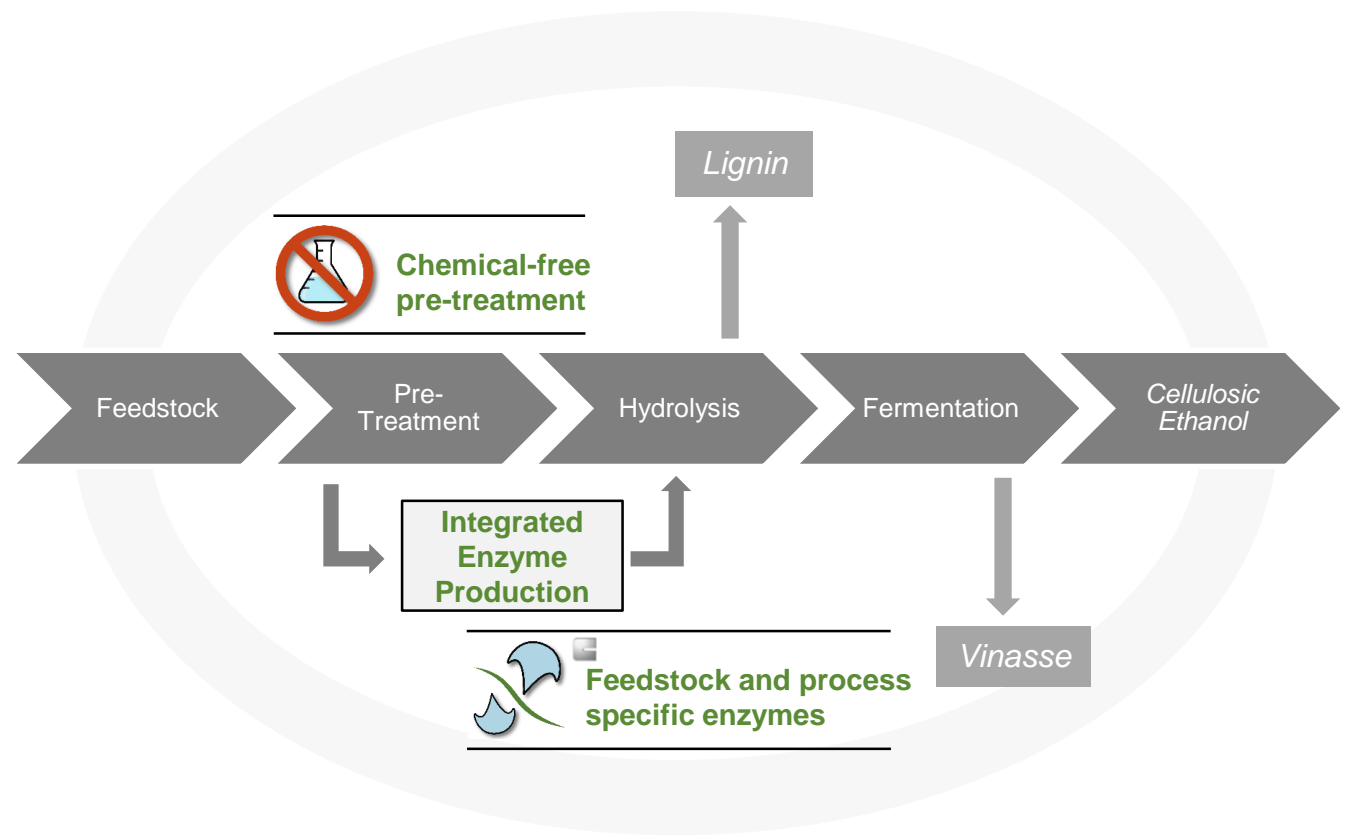 Lignin
Chemical-free
pre-treatment
Feedstock
Pre-
Treatment
Hydrolysis
Fermentation
Cellulosic
Ethanol
Integrated
Enzyme
Production
Vinasse
Feedstock and process
specific enzymes